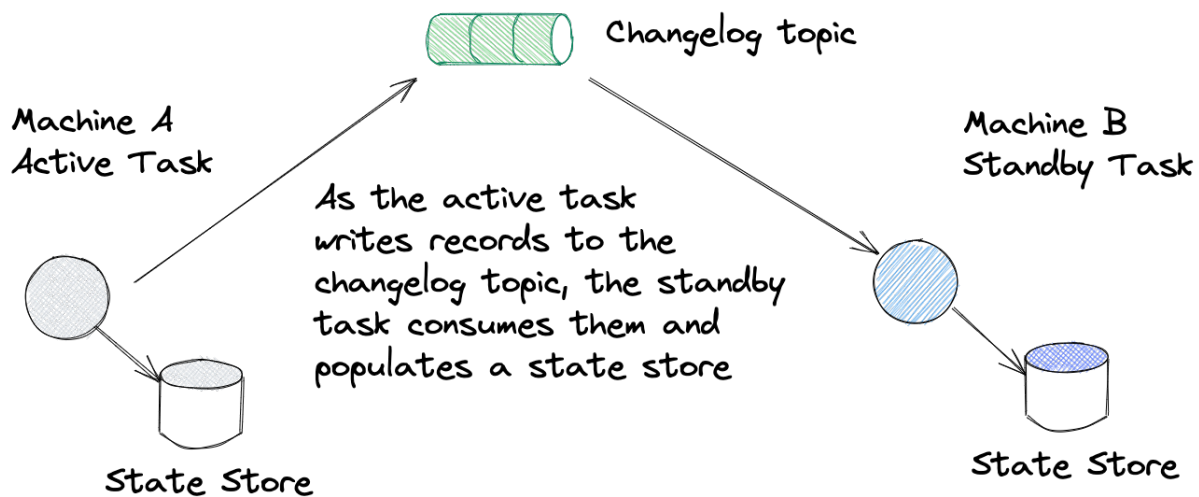 Changelog topic
Machine A
Active Task
Machine B
Standby Task
As the active task
writes records to the
changelog topic, the standby
task consumes them and
populates a state store
State Store
State Store